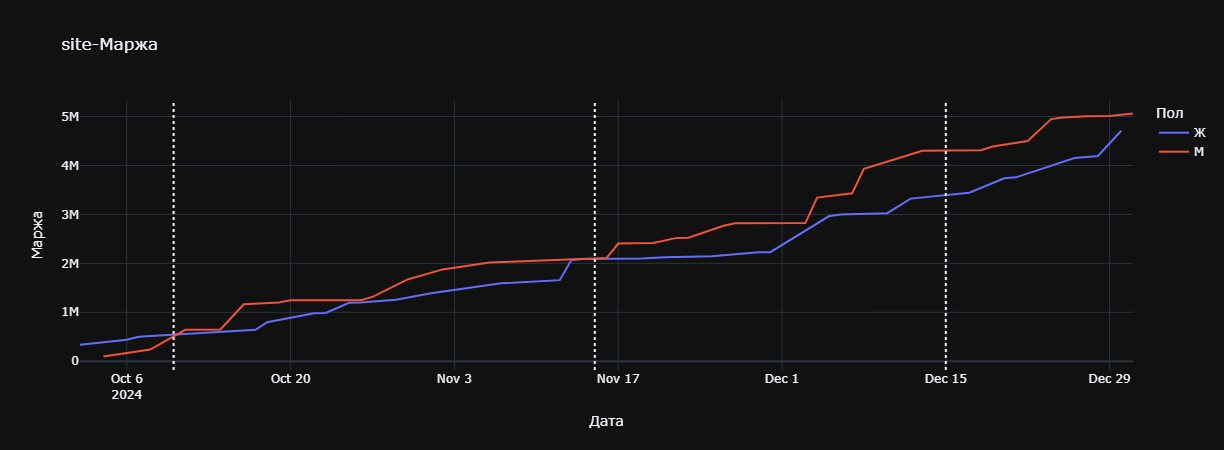 site-Маржа
Пол
Ж
М
5M
4M
3M
2M
1M
0
Маржа
Oct 6
2024
Oct 20
Nov 3
Nov 17
Dec 1
Dec 15
Dec 29
Дата